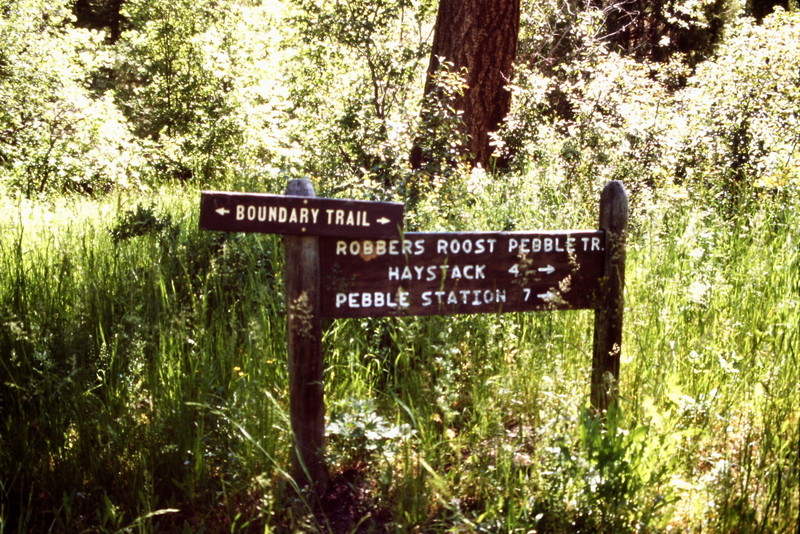 ← BOUNDARY TRAIL →
ROBBERS ROOST PEBBLE TR.
HAYSTACK 4 →
PEBBLE STATION 7 →